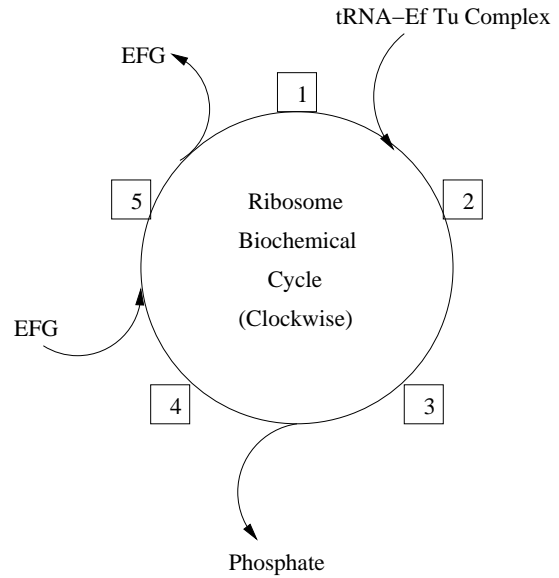 tRNA–Ef Tu Complex
EFG
1
5
2
Ribosome
Biochemical
Cycle
(Clockwise)
EFG
4
3
Phosphate